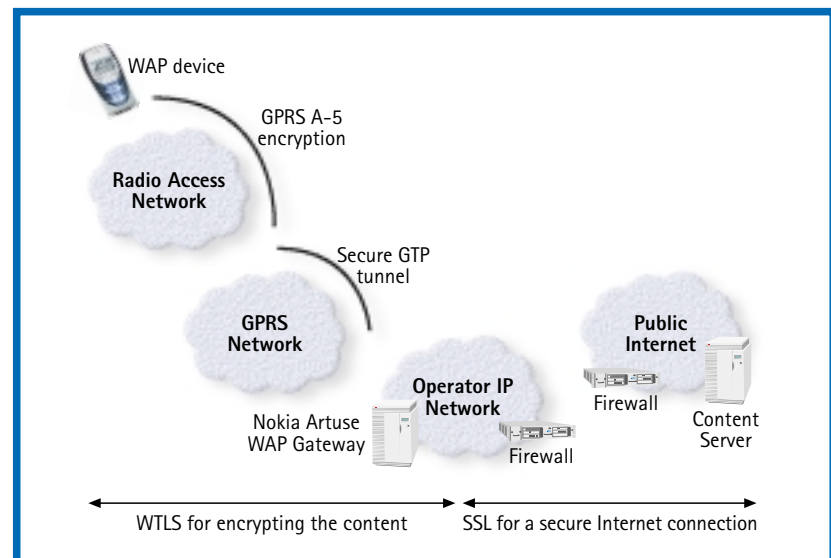 WAP device
GPRS A-5
encryption
Radio Access
Network
Secure GTP
tunnel
GPRS
Network
Public
Internet
Operator IP
Network
Firewall
Content
Server
Nokia Artuse
WAP Gateway
Firewall
WTLS for encrypting the content
SSL for a secure Internet connection